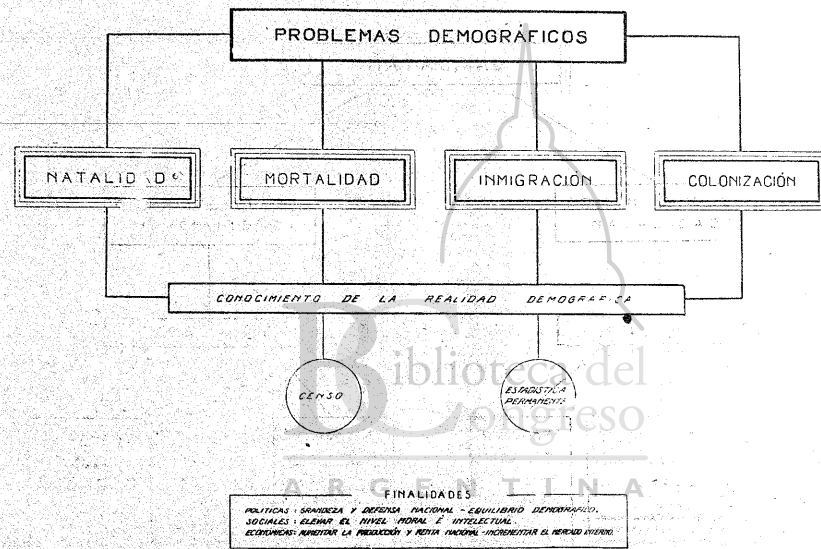 PROBLEMAS DEMOGRÁFICOS
NATALIDAD
MORTALIDAD
INMIGRACIÓN
COLONIZACIÓN
CONOCIMIENTO DE LA REALIDAD DEMOGRAFICA
CENSO
ESTADISTICA
PERMANENTE
Biblioteca del
Congreso
ARGENTINA
FINALIDADES
POLITICAS : GRANDEZA Y DEFENSA NACIONAL - EQUILIBRIO DEMOGRAFICO.
SOCIALES : ELEVAR EL NIVEL MORAL É INTELECTUAL.
ECONOMICAS: AUMENTAR LA PRODUCCIÓN Y RENTA NACIONAL - INCREMENTAR EL MERCADO INTERNO.